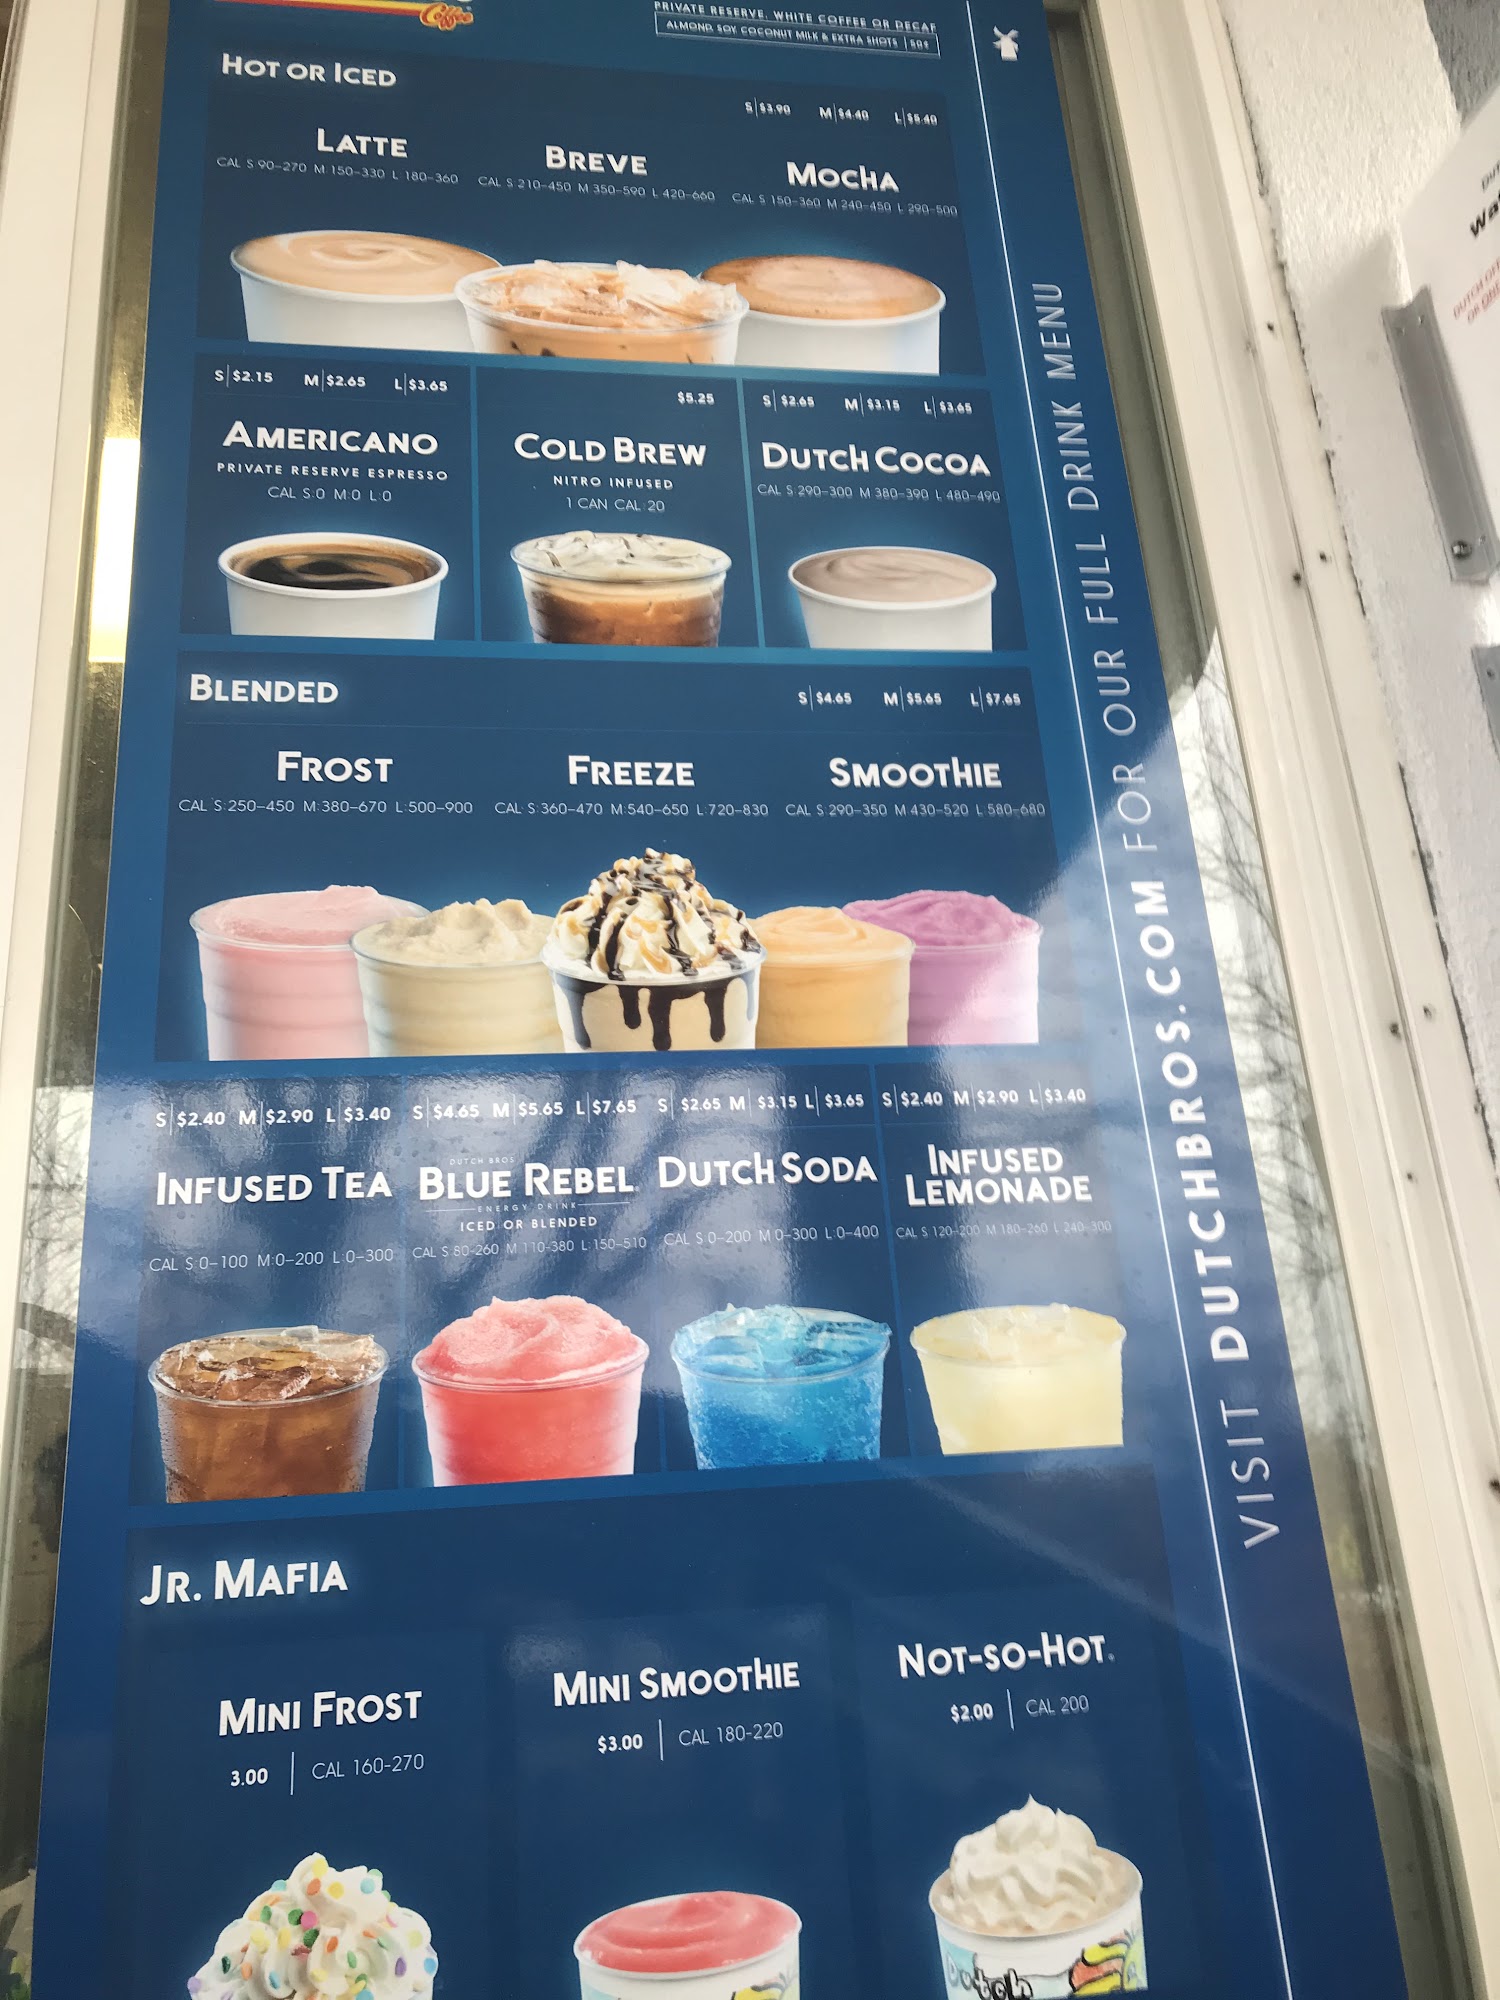 Coffee
PRIVATE RESERVE, WHITE COFFEE OR DECAF
ALMOND, SOY, COCONUT MILK & EXTRA SHOTS | 50¢
HOT OR ICED
S|$3.90 M|$4.40 L|$5.40
LATTE
CAL S 90-270 M 150-330 L 180-360
BREVE
CAL S 210-450 M 350-590 L 420-660
MOCHA
CAL S 150-360 M 240-450 L 290-500
S|$2.15 M|$2.65 L|$3.65
AMERICANO
PRIVATE RESERVE ESPRESSO
CAL S:0 M:0 L:0
$5.25
COLD BREW
NITRO INFUSED
1 CAN CAL 20
S|$2.65 M|$3.15 L|$3.65
DUTCH COCOA
CAL S 290-300 M 380-390 L 480-490
BLENDED
S|$4.65 M|$5.65 L|$7.65
FROST
CAL S:250-450 M:380-670 L:500-900
FREEZE
CAL S:360-470 M:540-650 L:720-830
SMOOTHIE
CAL S:290-350 M:430-520 L:580-680
S|$2.40 M|$2.90 L|$3.40
INFUSED TEA
CAL S:0-100 M:0-200 L:0-300
S|$4.65 M|$5.65 L|$7.65
DUTCH BROS
BLUE REBEL
ENERGY DRINK
ICED OR BLENDED
CAL S:80-260 M 110-380 L:150-510
S|$2.65 M|$3.15 L|$3.65
DUTCH SODA
CAL S:0-200 M:0-300 L:0-400
S|$2.40 M|$2.90 L|$3.40
INFUSED
LEMONADE
CAL S 120-200 M 180-260 L 240-300
JR. MAFIA
MINI FROST
3.00 | CAL 160-270
MINI SMOOTHIE
$3.00 | CAL 180-220
NOT-SO-HOT®
$2.00 | CAL 200
VISIT DUTCHBROS.COM FOR OUR FULL DRINK MENU